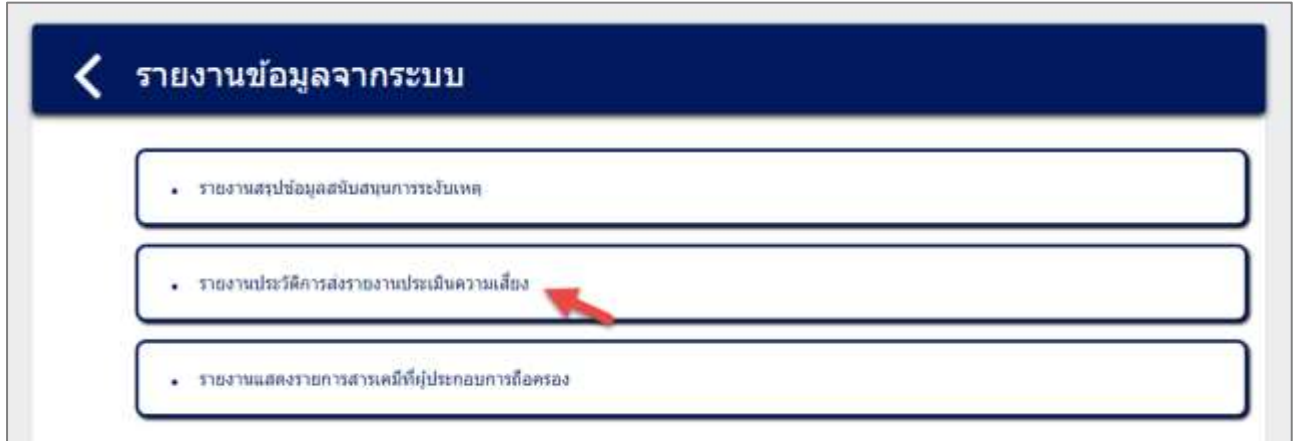 รายงานข้อมูลจากระบบ
• รายงานสรุปข้อมูลสนับสนุนการระงับเหตุ
• รายงานประวัติการส่งรายงานประเมินความเสี่ยง
• รายงานแสดงรายการสารเคมีที่ผู้ประกอบการถือครอง